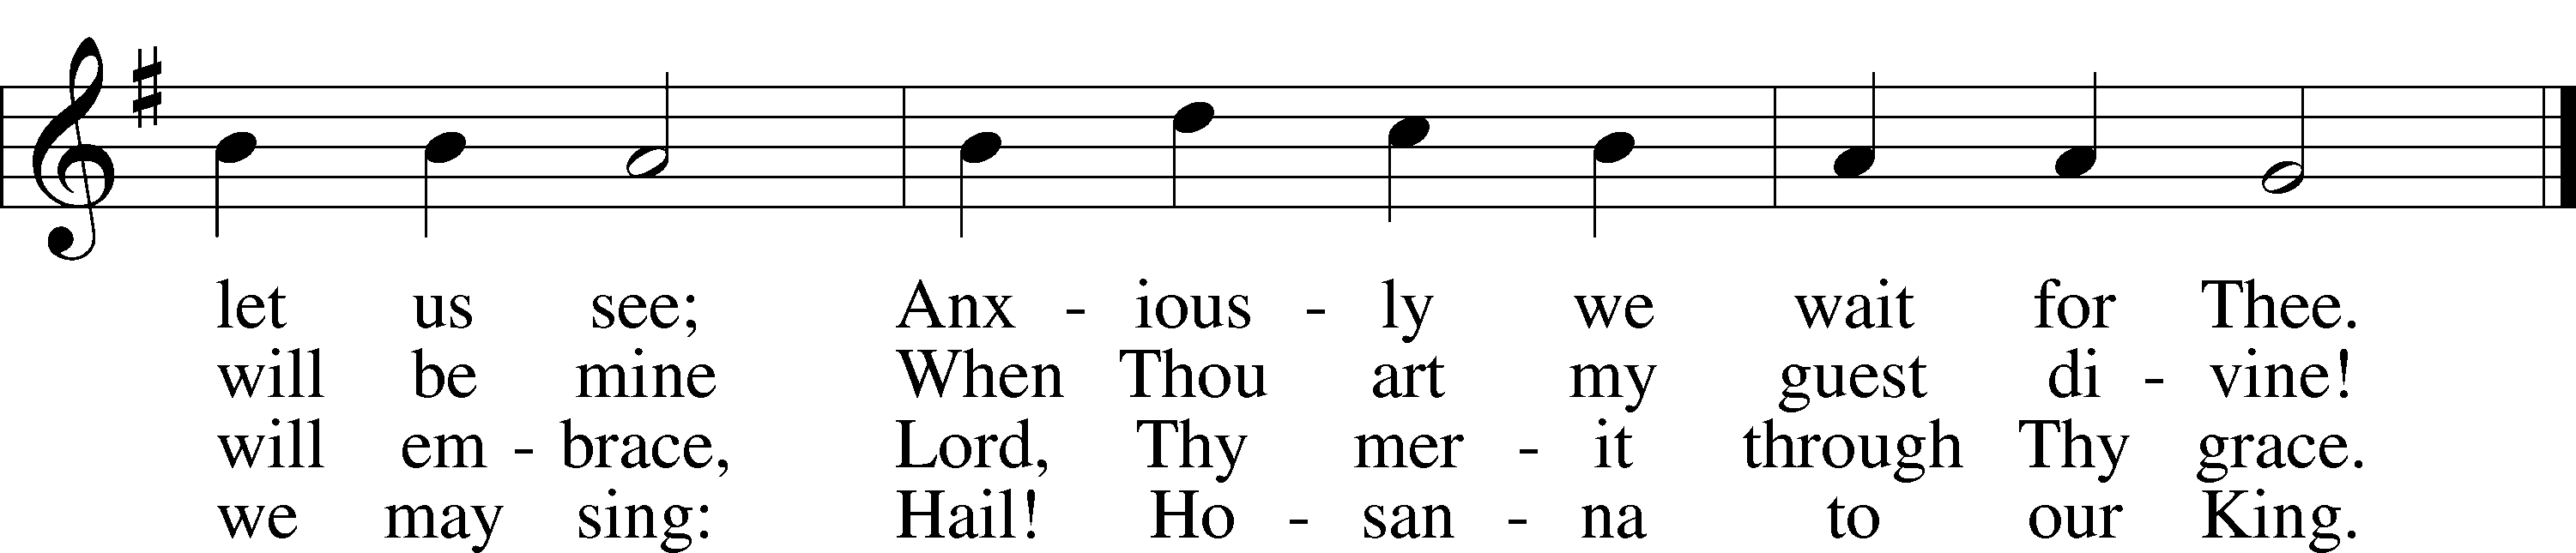 let us see; Anx - ious - ly we wait for Thee.
will be mine When Thou art my guest di - vine!
will em - brace, Lord, Thy mer - it through Thy grace.
we may sing: Hail! Ho - san - na to our King.